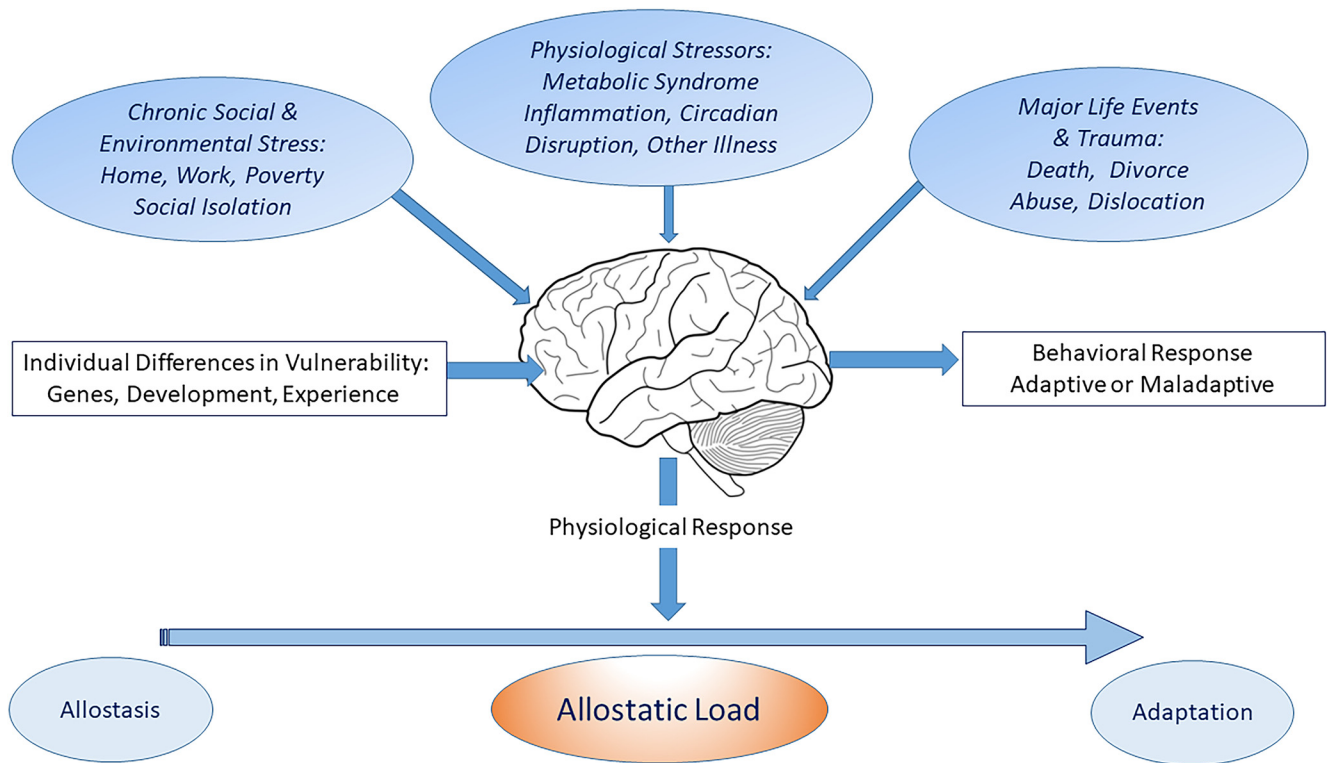 Physiological Stressors:
Metabolic Syndrome
Inflammation, Circadian
Disruption, Other Illness
Chronic Social &
Environmental Stress:
Home, Work, Poverty
Social Isolation
Major Life Events
& Trauma:
Death, Divorce
Abuse, Dislocation
Individual Differences in Vulnerability:
Genes, Development, Experience
Behavioral Response
Adaptive or Maladaptive
Physiological Response
Allostasis
Allostatic Load
Adaptation